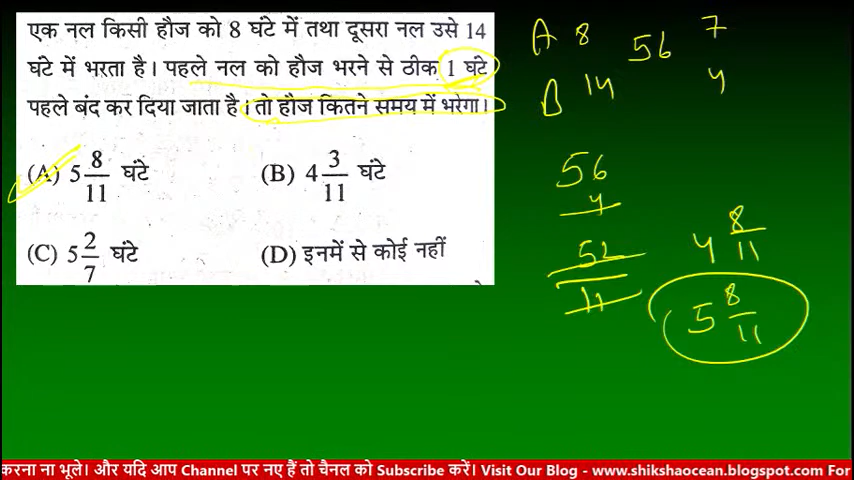 एक नल किसी हौज को 8 घंटे में तथा दूसरा नल उसे 14
घंटे में भरता है। पहले नल को हौज भरने से ठीक 1 घंटे
पहले बंद कर दिया जाता है। तो हौज कितने समय में भरेगा।
(A) 5 8/11 घंटे (B) 4 3/11 घंटे
(C) 5 2/7 घंटे (D) इनमें से कोई नहीं
A 8 56 7
B 14 4
56
4
52
11
4 8/11
5 8/11
करना ना भूले। और यदि आप Channel पर नए हैं तो चैनल को Subscribe करें। Visit Our Blog - www.shikshaocean.blogspot.com For